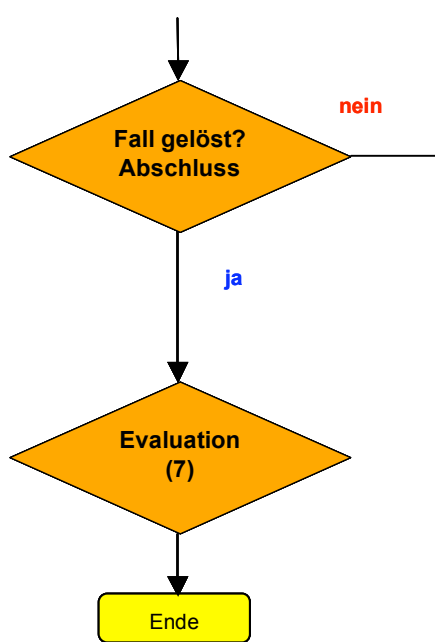 nein
Fall gelöst?
Abschluss
ja
Evaluation
(7)
Ende